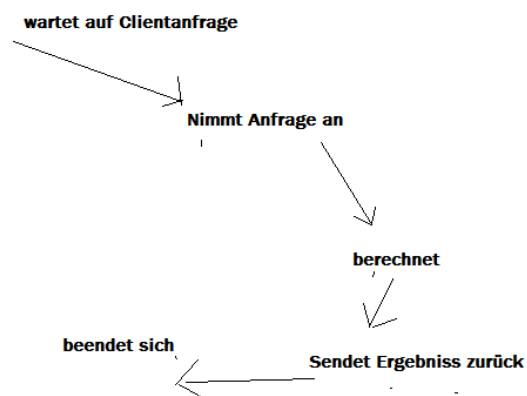 wartet auf Clientanfrage
Nimmt Anfrage an
berechnet
Sendet Ergebniss zurück
beendet sich